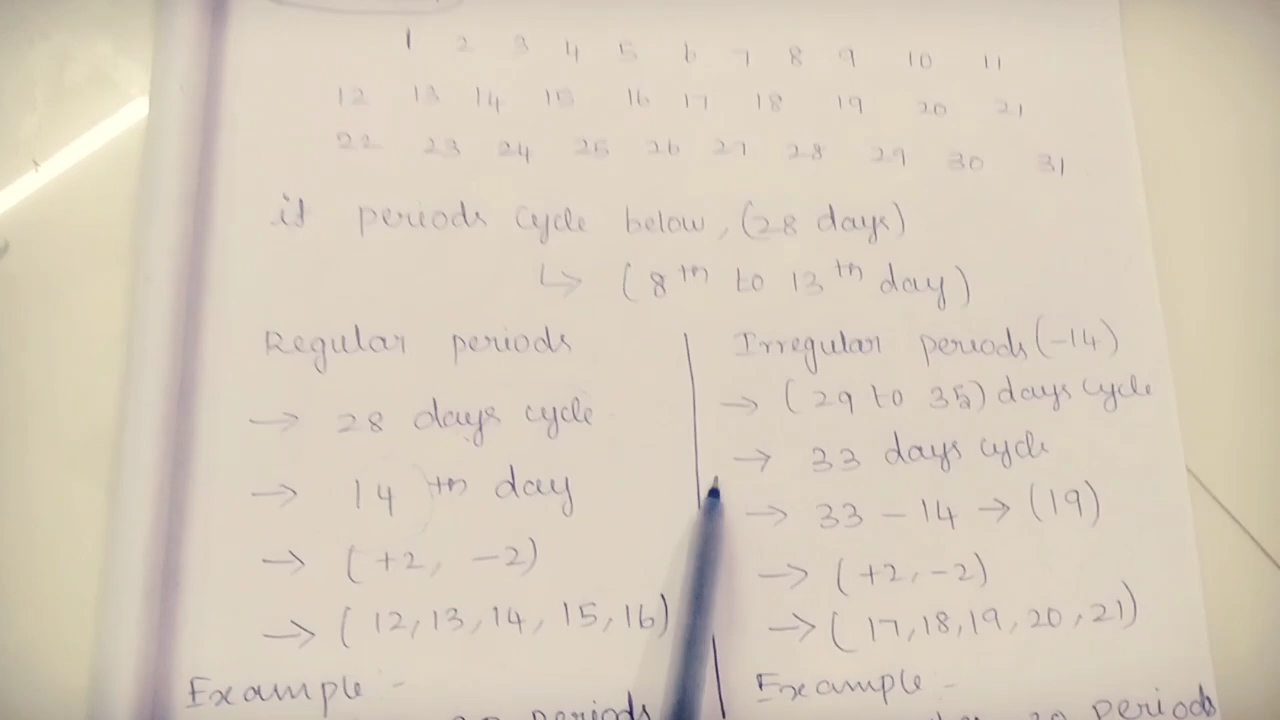 1 2 3 4 5 6 7 8 9 10 11
12 13 14 15 16 17 18 19 20 21
22 23 24 25 26 27 28 29 30 31
if periods cycle below, (28 days)
↳ (8th to 13th day)
Regular periods
→ 28 days cycle
→ 14th day
→ (+2, -2)
→ (12, 13, 14, 15, 16)
Example -
periods
Irregular periods (-14)
→ (29 to 35) days cycle
→ 33 days cycle
→ 33 - 14 → (19)
→ (+2, -2)
→ (17, 18, 19, 20, 21)
Example -
periods